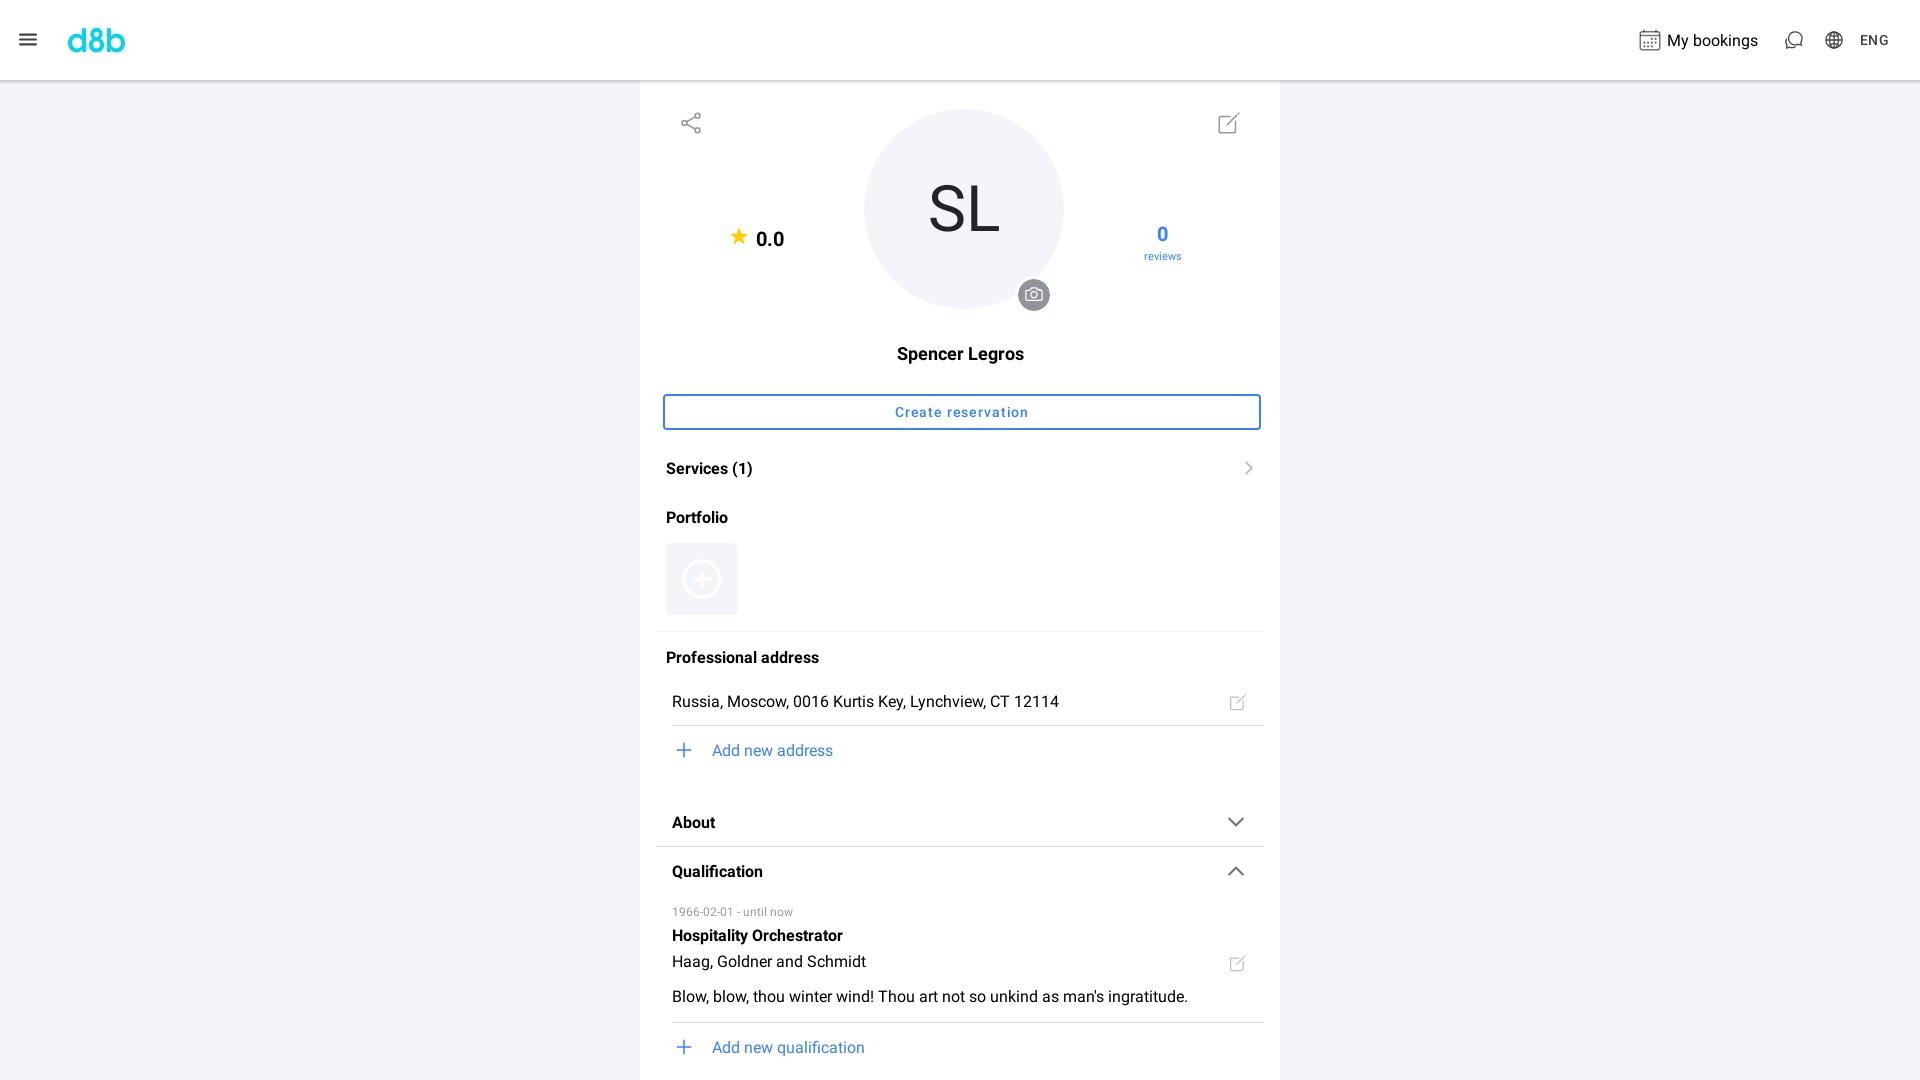 d8b
My bookings
ENG
SL
0.0
0
reviews
Spencer Legros
Create reservation
Services (1)
Portfolio
Professional address
Russia, Moscow, 0016 Kurtis Key, Lynchview, CT 12114
Add new address
About
Qualification
1966-02-01 - until now
Hospitality Orchestrator
Haag, Goldner and Schmidt
Blow, blow, thou winter wind! Thou art not so unkind as man's ingratitude.
Add new qualification